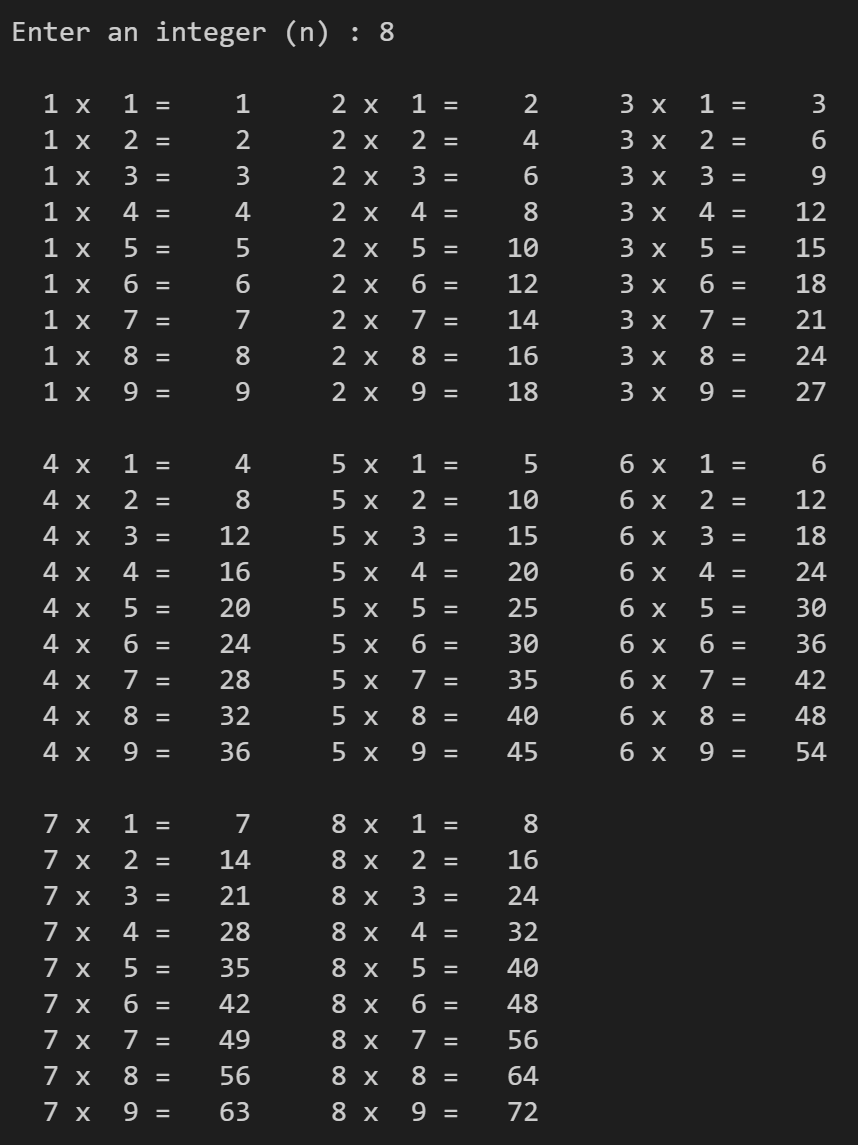 Enter an integer (n) : 8
  1 x  1 =    1     2 x  1 =    2     3 x  1 =    3
  1 x  2 =    2     2 x  2 =    4     3 x  2 =    6
  1 x  3 =    3     2 x  3 =    6     3 x  3 =    9
  1 x  4 =    4     2 x  4 =    8     3 x  4 =   12
  1 x  5 =    5     2 x  5 =   10     3 x  5 =   15
  1 x  6 =    6     2 x  6 =   12     3 x  6 =   18
  1 x  7 =    7     2 x  7 =   14     3 x  7 =   21
  1 x  8 =    8     2 x  8 =   16     3 x  8 =   24
  1 x  9 =    9     2 x  9 =   18     3 x  9 =   27
  4 x  1 =    4     5 x  1 =    5     6 x  1 =    6
  4 x  2 =    8     5 x  2 =   10     6 x  2 =   12
  4 x  3 =   12     5 x  3 =   15     6 x  3 =   18
  4 x  4 =   16     5 x  4 =   20     6 x  4 =   24
  4 x  5 =   20     5 x  5 =   25     6 x  5 =   30
  4 x  6 =   24     5 x  6 =   30     6 x  6 =   36
  4 x  7 =   28     5 x  7 =   35     6 x  7 =   42
  4 x  8 =   32     5 x  8 =   40     6 x  8 =   48
  4 x  9 =   36     5 x  9 =   45     6 x  9 =   54
  7 x  1 =    7     8 x  1 =    8
  7 x  2 =   14     8 x  2 =   16
  7 x  3 =   21     8 x  3 =   24
  7 x  4 =   28     8 x  4 =   32
  7 x  5 =   35     8 x  5 =   40
  7 x  6 =   42     8 x  6 =   48
  7 x  7 =   49     8 x  7 =   56
  7 x  8 =   56     8 x  8 =   64
  7 x  9 =   63     8 x  9 =   72